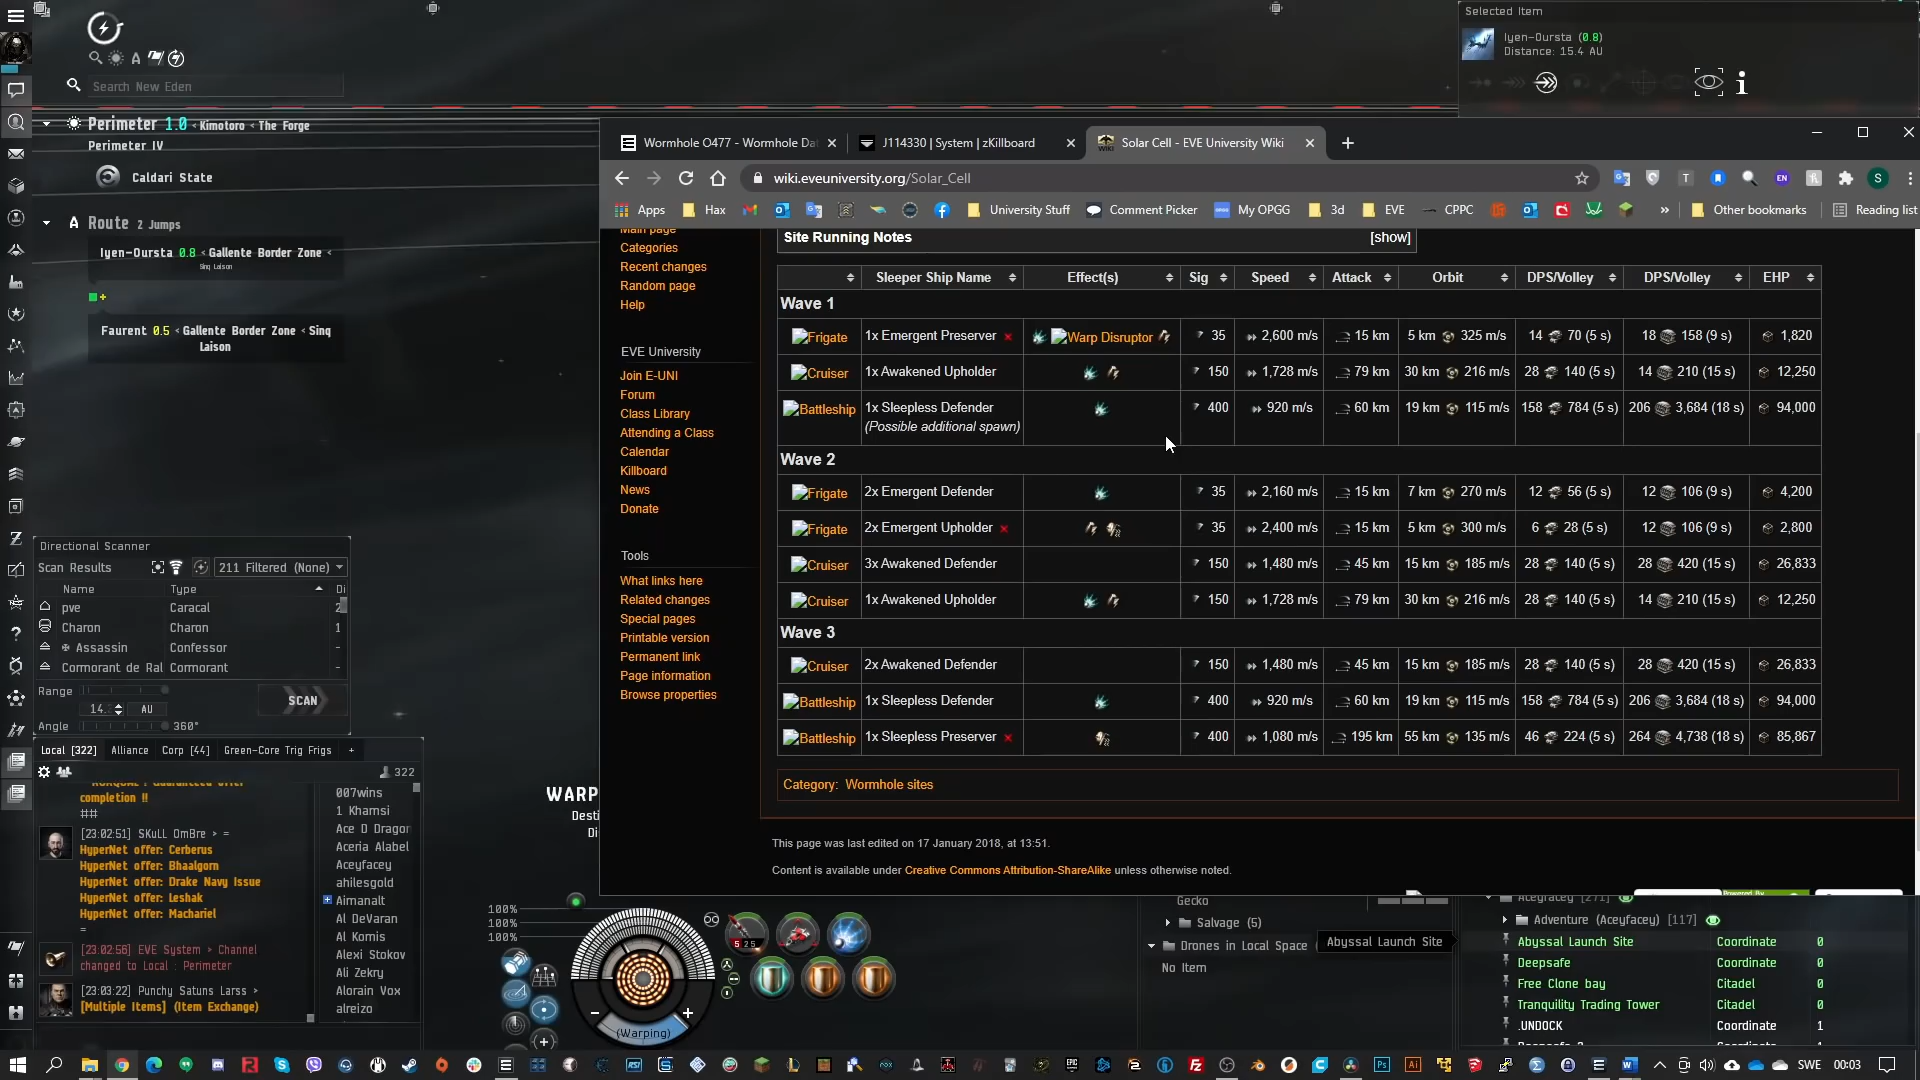 Search New Eden
Perimeter 1.0 < Kimotoro < The Forge
Perimeter IV
Caldari State
A Route 2 Jumps
Iyen-Oursta 0.8 < Gallente Border Zone <
Sinq Laison
Faurent 0.5 < Gallente Border Zone < Sinq
Laison
Directional Scanner
Scan Results 211 Filtered (None)
Name Type Di
pve Caracal 2
Charon Charon 1
Assassin Confessor -
Cormorant de Ral Cormorant -
Range
14. AU
SCAN
Angle 360°
Local [322] Alliance Corp [44] Green-Core Trig Frigs +
322
completion !!
##
[23:02:51] SKuLL OmBre > =
HyperNet offer: Cerberus
HyperNet offer: Bhaalgorn
HyperNet offer: Drake Navy Issue
HyperNet offer: Leshak
HyperNet offer: Machariel
=
[23:02:56] EVE System > Channel
changed to Local : Perimeter
[23:03:22] Punchy Satuns Larss >
[Multiple Items] (Item Exchange)
007wins
1 Khamsi
Ace D Dragor
Aceria Alabel
Aceyfacey
ahilesgold
Aimanalt
Al DeVaran
Al Komis
Alexi Stokov
Ali Zekry
Alorain Vox
alreizo
WARP
Desti
Di
Selected Item
Iyen-Oursta (0.8)
Distance: 15.4 AU
Wormhole O477 - Wormhole Da
J114330 | System | zKillboard
Solar Cell - EVE University Wiki
wiki.eveuniversity.org/Solar_Cell
Apps Hax University Stuff Comment Picker My OPGG 3d EVE CPPC » Other bookmarks Reading list
Main page
Categories
Recent changes
Random page
Help
EVE University
Join E-UNI
Forum
Class Library
Attending a Class
Calendar
Killboard
News
Donate
Tools
What links here
Related changes
Special pages
Printable version
Permanent link
Page information
Browse properties
Site Running Notes [show]
Sleeper Ship Name Effect(s) Sig Speed Attack Orbit DPS/Volley DPS/Volley EHP
Wave 1
Frigate 1x Emergent Preserver Warp Disruptor 35 2,600 m/s 15 km 5 km 325 m/s 14 70 (5 s) 18 158 (9 s) 1,820
Cruiser 1x Awakened Upholder 150 1,728 m/s 79 km 30 km 216 m/s 28 140 (5 s) 14 210 (15 s) 12,250
Battleship 1x Sleepless Defender 400 920 m/s 60 km 19 km 115 m/s 158 784 (5 s) 206 3,684 (18 s) 94,000
(Possible additional spawn)
Wave 2
Frigate 2x Emergent Defender 35 2,160 m/s 15 km 7 km 270 m/s 12 56 (5 s) 12 106 (9 s) 4,200
Frigate 2x Emergent Upholder 35 2,400 m/s 15 km 5 km 300 m/s 6 28 (5 s) 12 106 (9 s) 2,800
Cruiser 3x Awakened Defender 150 1,480 m/s 45 km 15 km 185 m/s 28 140 (5 s) 28 420 (15 s) 26,833
Cruiser 1x Awakened Upholder 150 1,728 m/s 79 km 30 km 216 m/s 28 140 (5 s) 14 210 (15 s) 12,250
Wave 3
Cruiser 2x Awakened Defender 150 1,480 m/s 45 km 15 km 185 m/s 28 140 (5 s) 28 420 (15 s) 26,833
Battleship 1x Sleepless Defender 400 920 m/s 60 km 19 km 115 m/s 158 784 (5 s) 206 3,684 (18 s) 94,000
Battleship 1x Sleepless Preserver 400 1,080 m/s 195 km 55 km 135 m/s 46 224 (5 s) 264 4,738 (18 s) 85,867
Category: Wormhole sites
This page was last edited on 17 January 2018, at 13:51.
Content is available under Creative Commons Attribution-ShareAlike unless otherwise noted.
100%
100%
100%
5 25
(Warping)
Gecko
Salvage (5)
Drones in Local Space
No Item
Abyssal Launch Site
Aceyfacey [271]
Adventure (Aceyfacey) [117]
Abyssal Launch Site Coordinate 0
Deepsafe Coordinate 0
Free Clone bay Citadel 0
Tranquility Trading Tower Citadel 0
.UNDOCK Coordinate 1
SWE 00:03